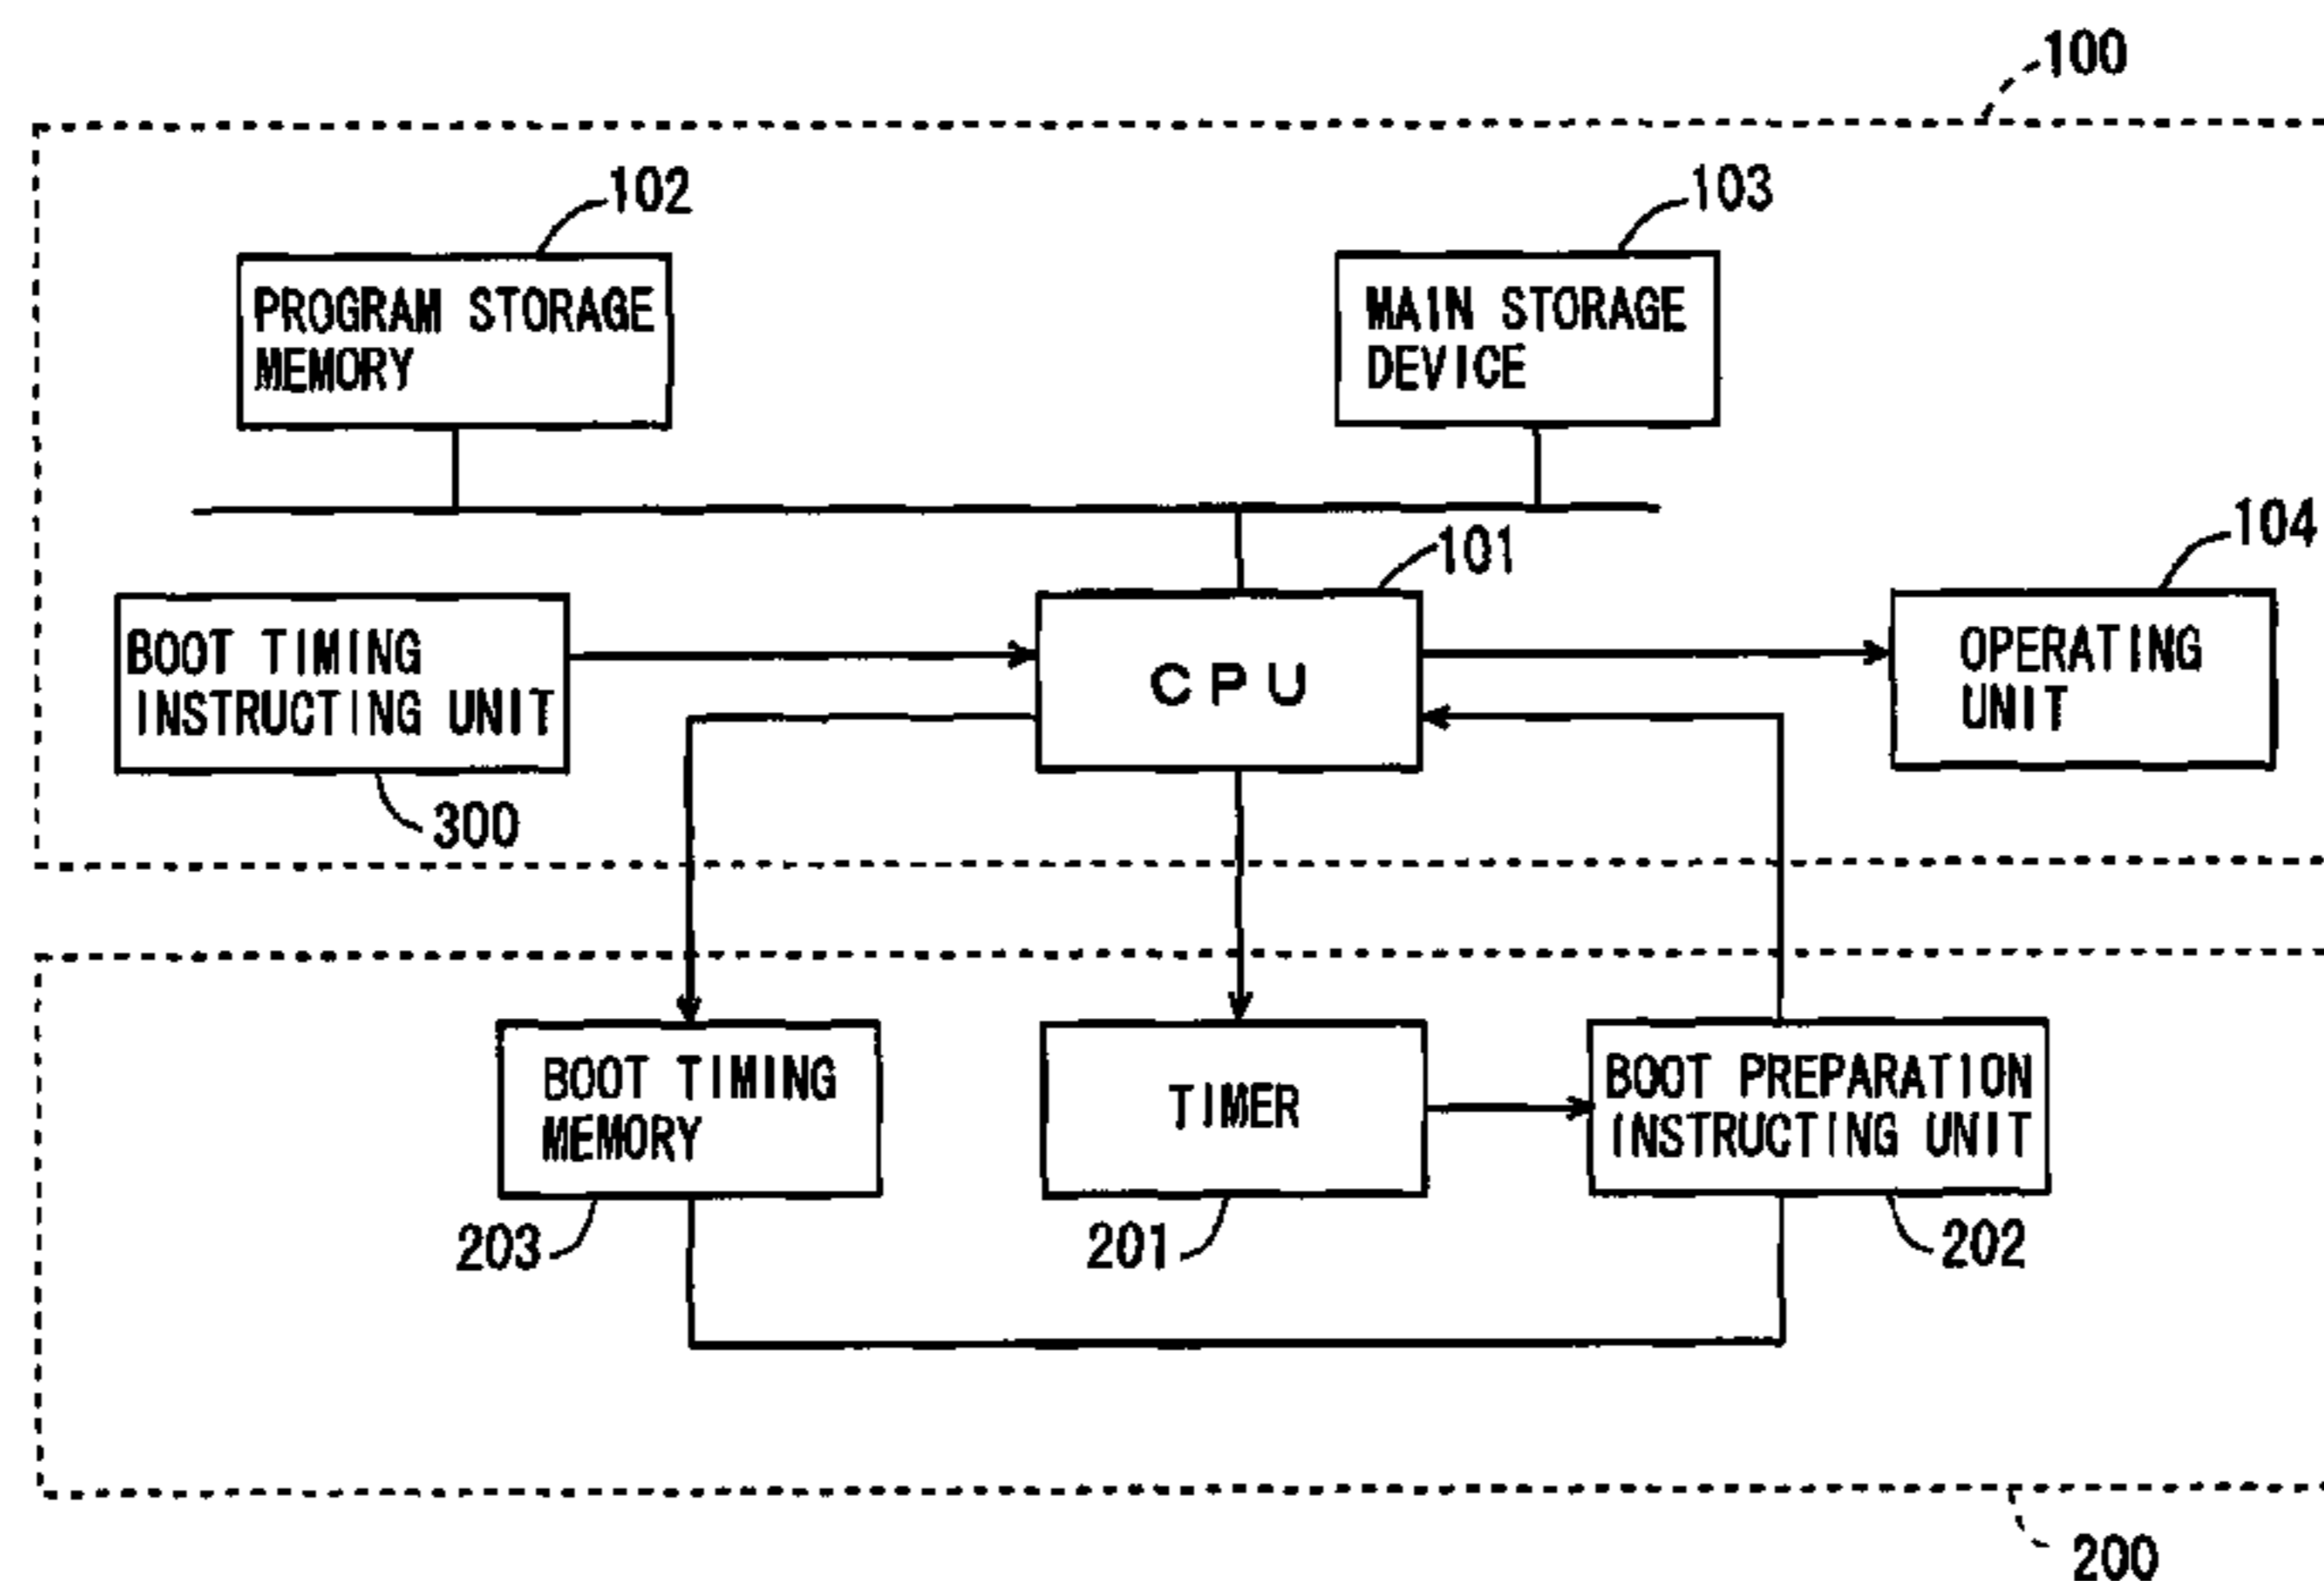 100
102
103
PROGRAM STORAGE
MEMORY
MAIN STORAGE
DEVICE
101
104
BOOT TIMING
INSTRUCTING UNIT
CPU
OPERATING
UNIT
300
BOOT TIMING
MEMORY
TIMER
BOOT PREPARATION
INSTRUCTING UNIT
203
201
202
200